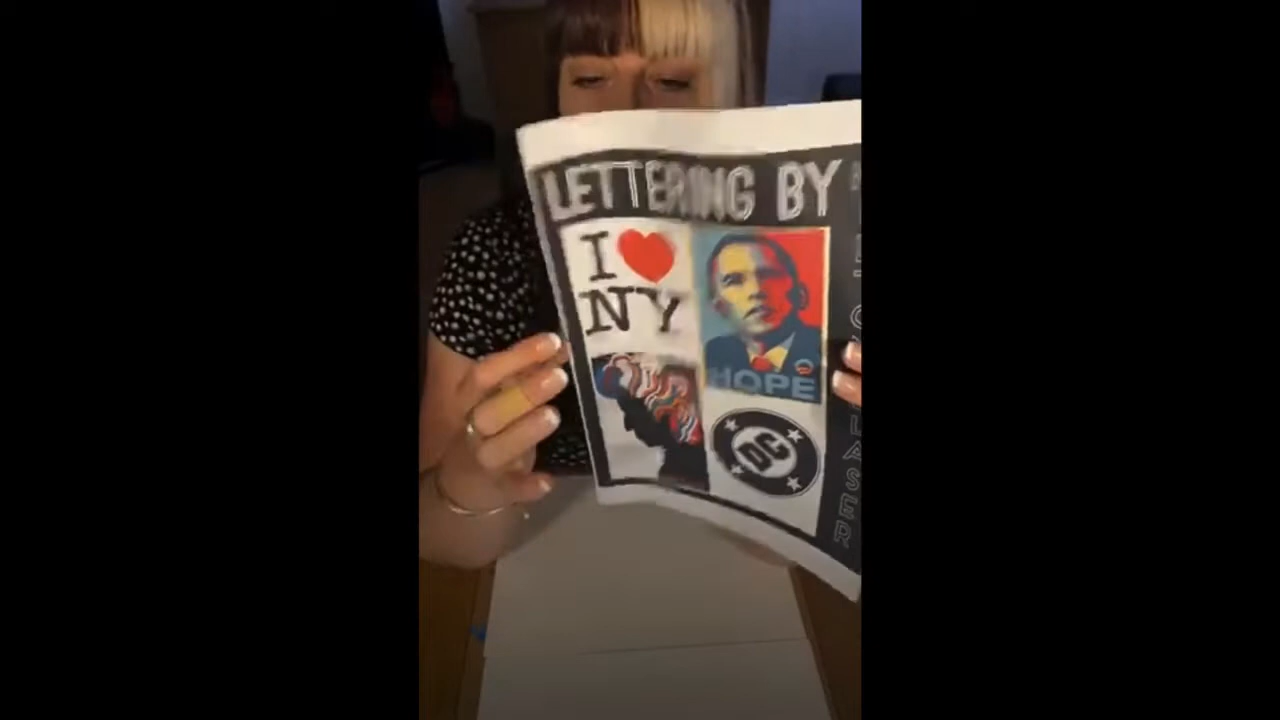 LETTERING BY
I
NY
HOPE
DC
LASER